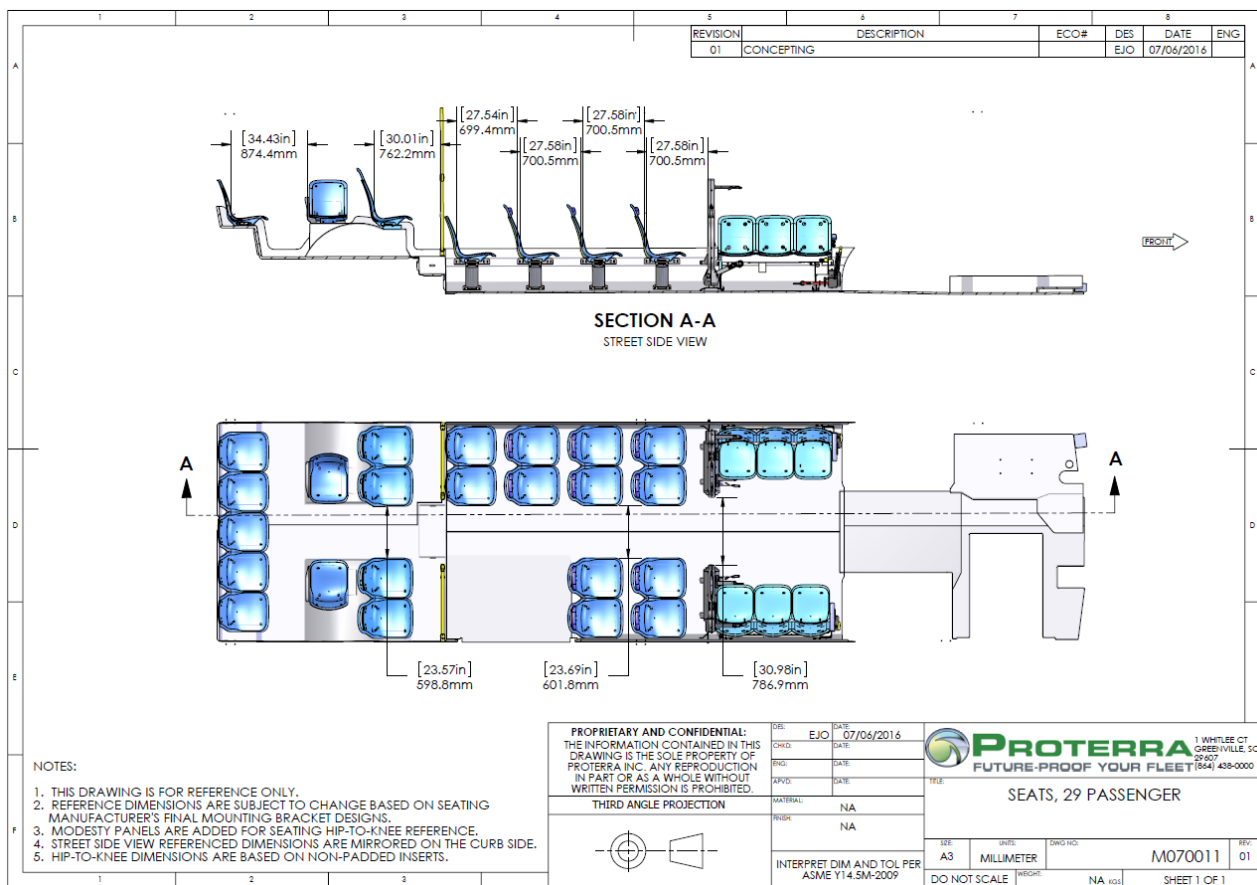 1 2 3 4 5 6 7 8
REVISION DESCRIPTION ECO# DES DATE ENG
01 CONCEPTING EJO 07/06/2016
A A
[34.43in]
874.4mm
[30.01in]
762.2mm
[27.54in]
699.4mm
[27.58in]
700.5mm
[27.58in]
700.5mm
[27.58in]
700.5mm
B B
FRONT
SECTION A-A
STREET SIDE VIEW
C C
A A
D D
[23.57in]
598.8mm
[23.69in]
601.8mm
[30.98in]
786.9mm
E E
NOTES:
1. THIS DRAWING IS FOR REFERENCE ONLY.
2. REFERENCE DIMENSIONS ARE SUBJECT TO CHANGE BASED ON SEATING
MANUFACTURER'S FINAL MOUNTING BRACKET DESIGNS.
3. MODESTY PANELS ARE ADDED FOR SEATING HIP-TO-KNEE REFERENCE.
4. STREET SIDE VIEW REFERENCED DIMENSIONS ARE MIRRORED ON THE CURB SIDE.
5. HIP-TO-KNEE DIMENSIONS ARE BASED ON NON-PADDED INSERTS.
PROPRIETARY AND CONFIDENTIAL:
THE INFORMATION CONTAINED IN THIS
DRAWING IS THE SOLE PROPERTY OF
PROTERRA INC. ANY REPRODUCTION
IN PART OR AS A WHOLE WITHOUT
WRITTEN PERMISSION IS PROHIBITED.
THIRD ANGLE PROJECTION
DES: EJO DATE: 07/06/2016
CHKD: DATE:
ENG: DATE:
APVD: DATE:
MATERIAL: NA
FINISH: NA
INTERPRET DIM AND TOL PER
ASME Y14.5M-2009
PROTERRA
FUTURE-PROOF YOUR FLEET
1 WHITLEE CT
GREENVILLE, SC
29607
(864) 438-0000
TITLE:
SEATS, 29 PASSENGER
SIZE: A3 UNITS: MILLIMETER DWG NO: M070011 REV: 01
DO NOT SCALE WEIGHT: NA KGS SHEET 1 OF 1
F F
1 2 3 4 5 6 7 8